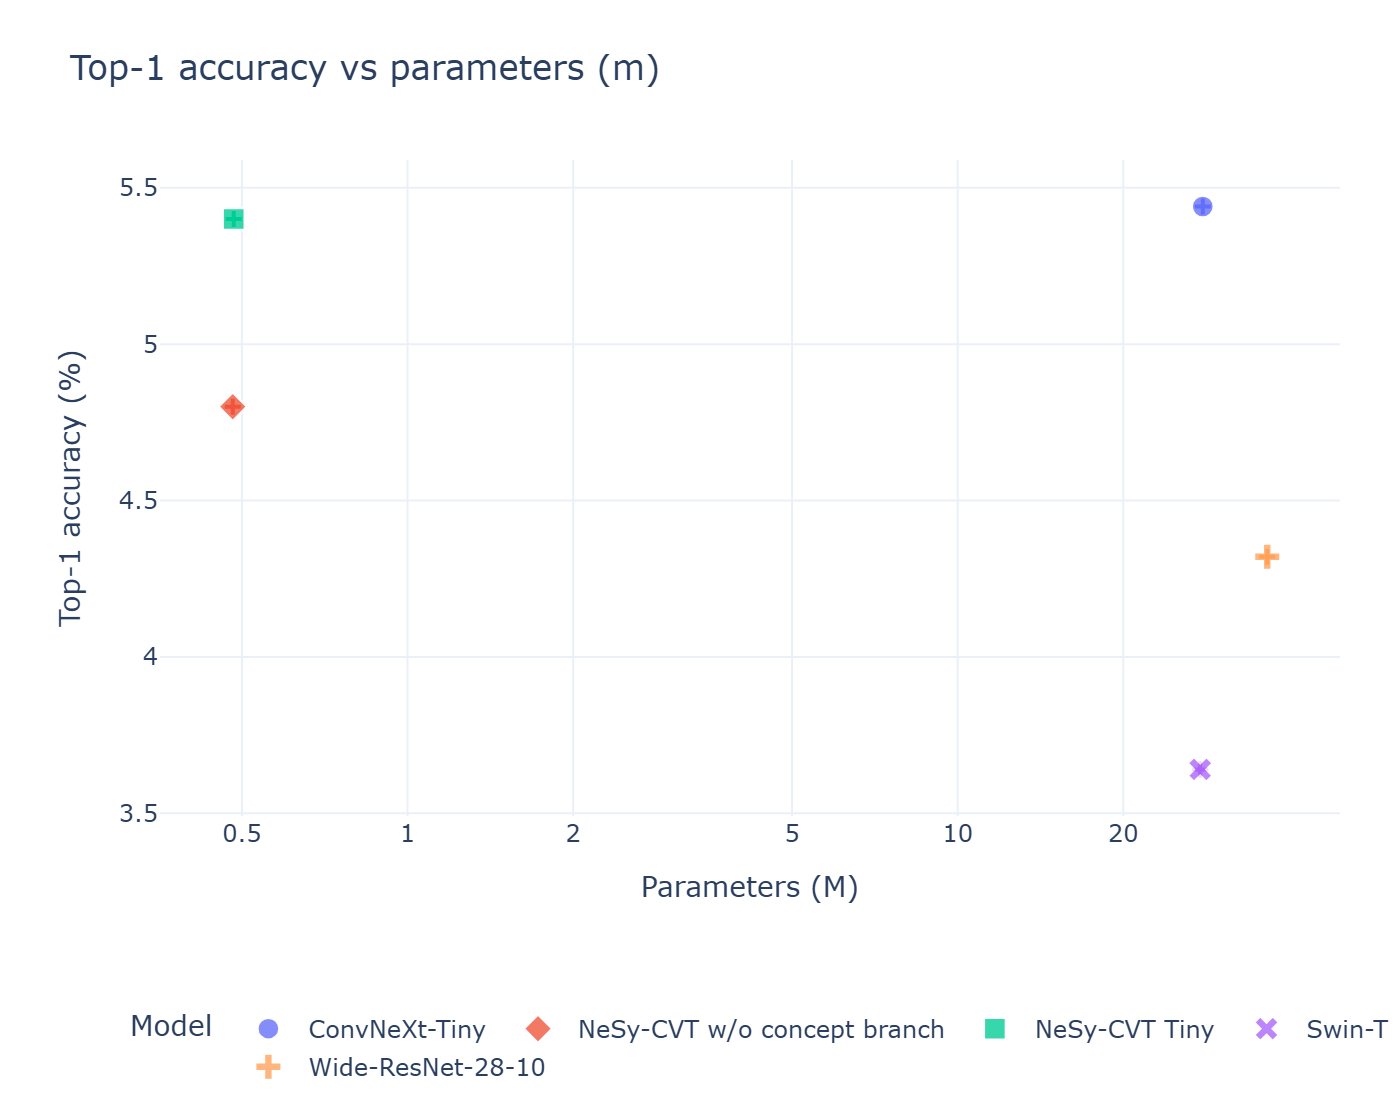 Top-1 accuracy vs parameters (m)
5.5
5
4.5
4
3.5
Top-1 accuracy (%)
0.5 1 2 5 10 20
Parameters (M)
Model ConvNeXt-Tiny NeSy-CVT w/o concept branch NeSy-CVT Tiny Swin-T
Wide-ResNet-28-10